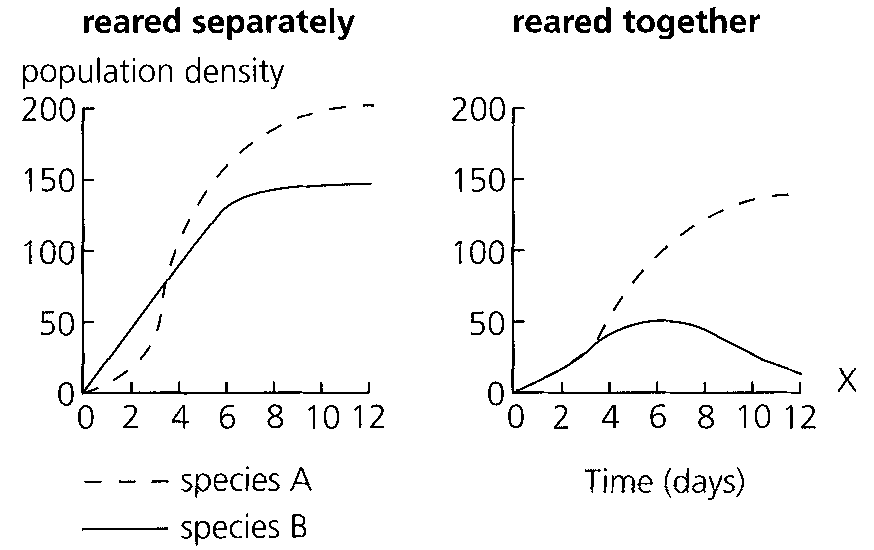 reared separately
reared together
population density
200
150
100
50
0
0 2 4 6 8 10 12
200
150
100
50
0
0 2 4 6 8 10 12
X
species A
species B
Time (days)